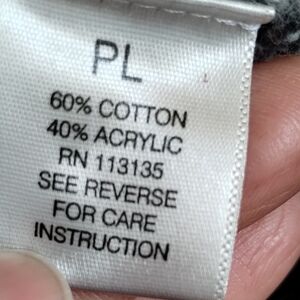 PL
60% COTTON
40% ACRYLIC
RN 113135
SEE REVERSE
FOR CARE
INSTRUCTION